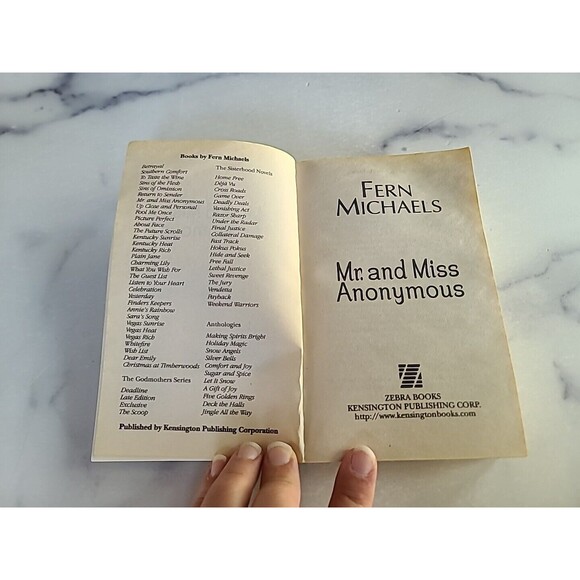 Books by Fern Michaels
Betrayal
Southern Comfort
To Taste the Wine
Sins of the Flesh
Sins of Omission
Return to Sender
Mr. and Miss Anonymous
Up Close and Personal
Fool Me Once
Picture Perfect
About Face
The Future Scrolls
Kentucky Sunrise
Kentucky Heat
Kentucky Rich
Plain Jane
Charming Lily
What You Wish For
The Guest List
Listen to Your Heart
Celebration
Yesterday
Finders Keepers
Annie's Rainbow
Sara's Song
Vegas Sunrise
Vegas Heat
Vegas Rich
Whitefire
Wish List
Dear Emily
Christmas at Timberwoods
The Godmothers Series
Deadline
Late Edition
Exclusive
The Scoop
The Sisterhood Novels
Home Free
Déjà Vu
Cross Roads
Game Over
Deadly Deals
Vanishing Act
Razor Sharp
Under the Radar
Final Justice
Collateral Damage
Fast Track
Hokus Pokus
Hide and Seek
Free Fall
Lethal Justice
Sweet Revenge
The Jury
Vendetta
Payback
Weekend Warriors
Anthologies
Making Spirits Bright
Holiday Magic
Snow Angels
Silver Bells
Comfort and Joy
Sugar and Spice
Let It Snow
A Gift of Joy
Five Golden Rings
Deck the Halls
Jingle All the Way
Published by Kensington Publishing Corporation
FERN
MICHAELS
Mr. and Miss
Anonymous
ZEBRA BOOKS
KENSINGTON PUBLISHING CORP.
http://www.kensingtonbooks.com